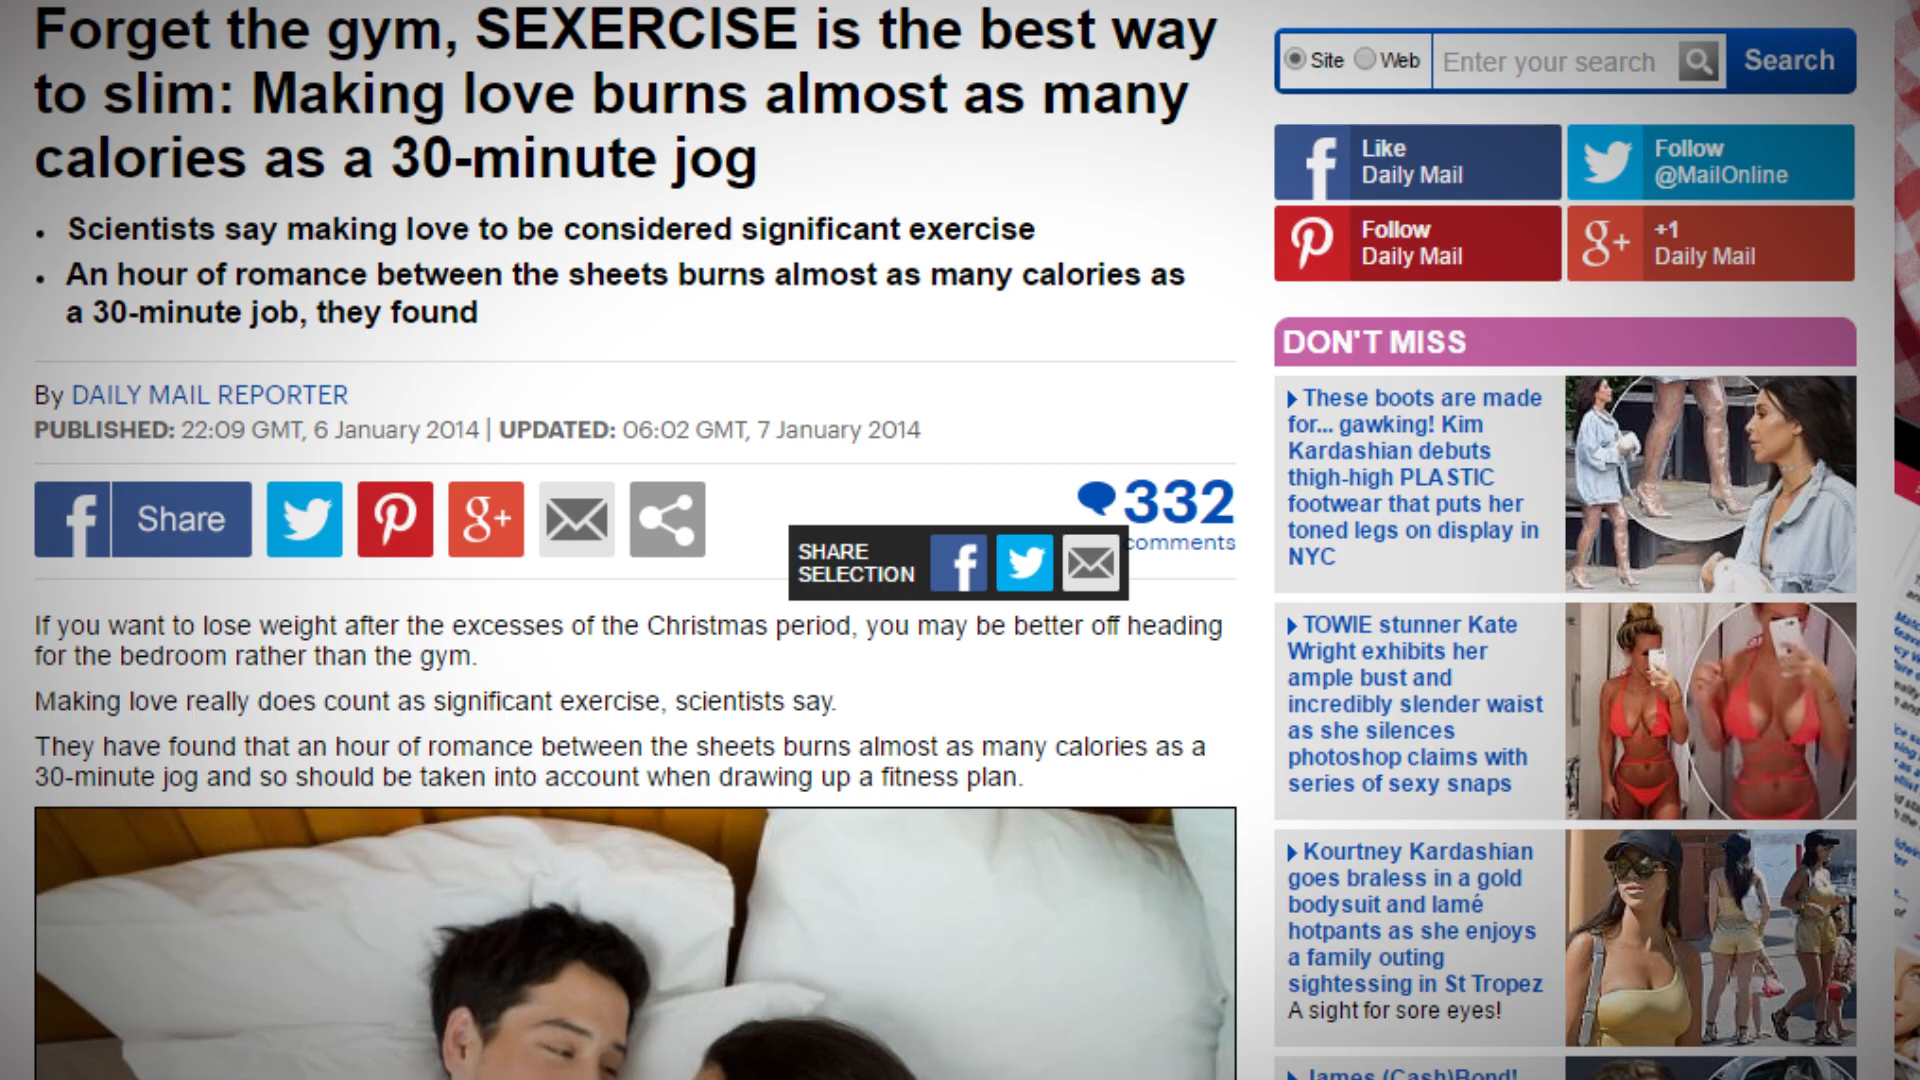 Forget the gym, SEXERCISE is the best way
to slim: Making love burns almost as many
calories as a 30-minute jog
• Scientists say making love to be considered significant exercise
• An hour of romance between the sheets burns almost as many calories as
a 30-minute job, they found
By DAILY MAIL REPORTER
PUBLISHED: 22:09 GMT, 6 January 2014 | UPDATED: 06:02 GMT, 7 January 2014
Share
332
comments
SHARE
SELECTION
If you want to lose weight after the excesses of the Christmas period, you may be better off heading
for the bedroom rather than the gym.
Making love really does count as significant exercise, scientists say.
They have found that an hour of romance between the sheets burns almost as many calories as a
30-minute jog and so should be taken into account when drawing up a fitness plan.
Site Web Enter your search Search
Like
Daily Mail
Follow
@MailOnline
Follow
Daily Mail
g+ +1
Daily Mail
DON'T MISS
These boots are made
for... gawking! Kim
Kardashian debuts
thigh-high PLASTIC
footwear that puts her
toned legs on display in
NYC
TOWIE stunner Kate
Wright exhibits her
ample bust and
incredibly slender waist
as she silences
photoshop claims with
series of sexy snaps
Kourtney Kardashian
goes braless in a gold
bodysuit and lamé
hotpants as she enjoys
a family outing
sightessing in St Tropez
A sight for sore eyes!
James (Cash)Bond!